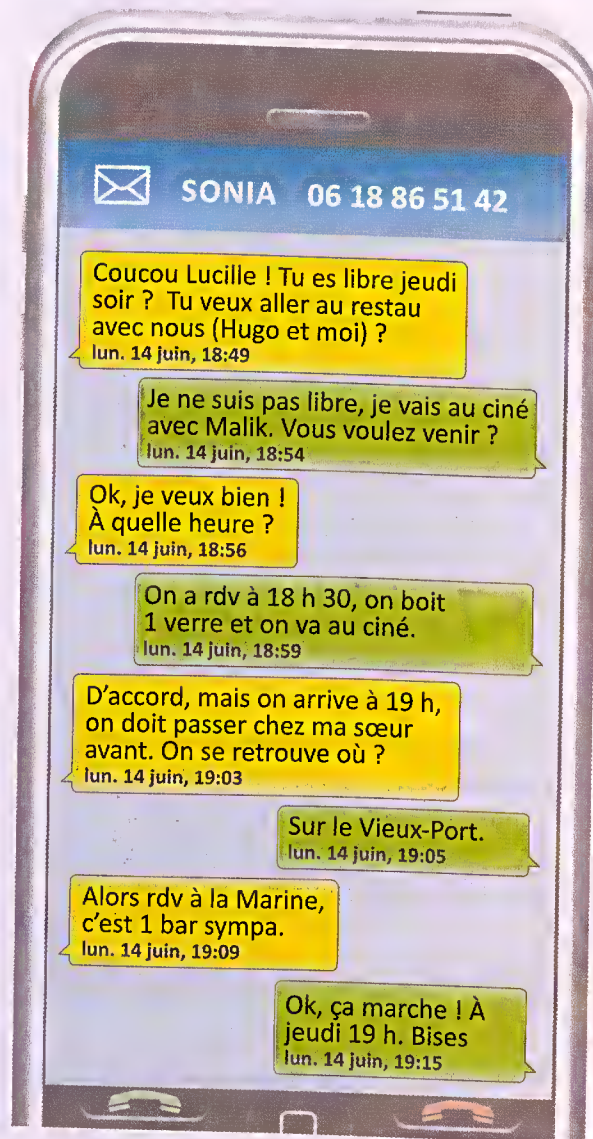 SONIA 06 18 86 51 42
Coucou Lucille ! Tu es libre jeudi
soir ? Tu veux aller au restau
avec nous (Hugo et moi) ?
lun. 14 juin, 18:49
Je ne suis pas libre, je vais au ciné
avec Malik. Vous voulez venir ?
lun. 14 juin, 18:54
Ok, je veux bien !
À quelle heure ?
lun. 14 juin, 18:56
On a rdv à 18 h 30, on boit
1 verre et on va au ciné.
lun. 14 juin, 18:59
D'accord, mais on arrive à 19 h,
on doit passer chez ma sœur
avant. On se retrouve où ?
lun. 14 juin, 19:03
Sur le Vieux-Port.
lun. 14 juin, 19:05
Alors rdv à la Marine,
c'est 1 bar sympa.
lun. 14 juin, 19:09
Ok, ça marche ! À
jeudi 19 h. Bises
lun. 14 juin, 19:15